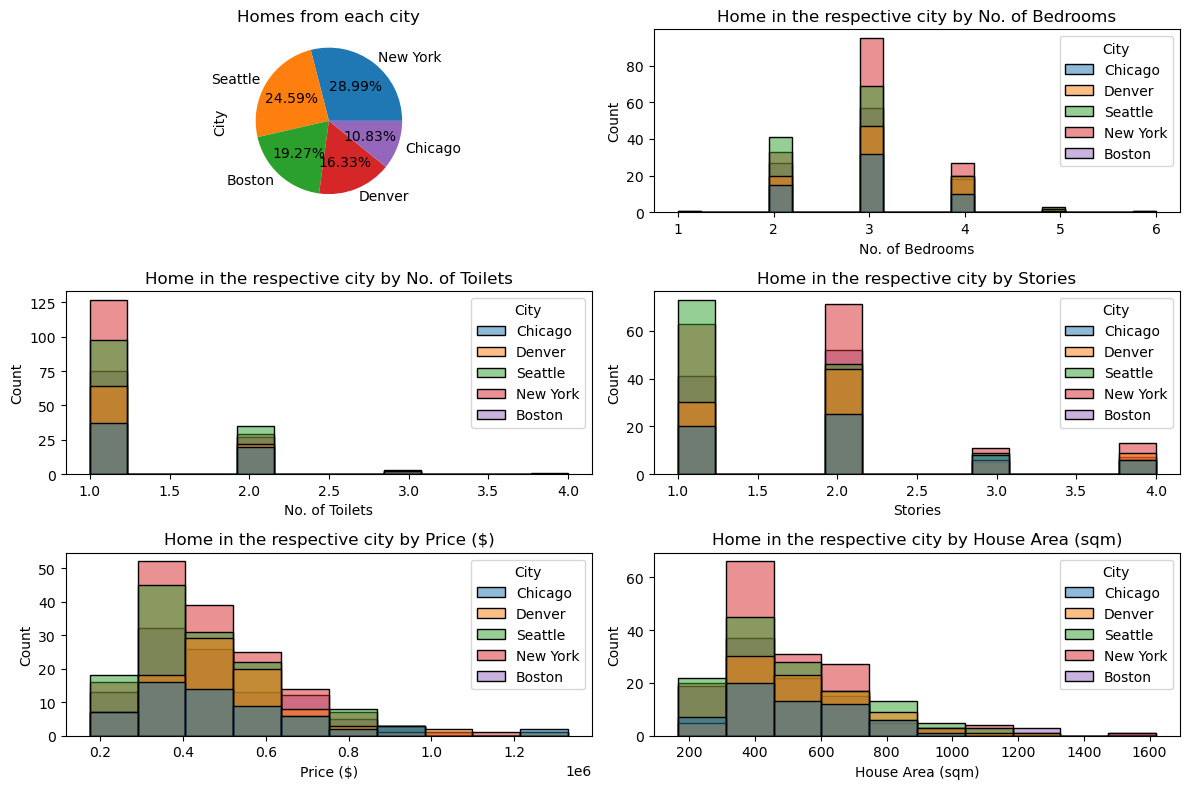 Homes from each city
New York
Seattle
28.99%
24.59%
City
10.83%
Chicago
19.27%
16.33%
Boston
Denver
Home in the respective city by No. of Bedrooms
Count
80
60
40
20
0
City
Chicago
Denver
Seattle
New York
Boston
1 2 3 4 5 6
No. of Bedrooms
Home in the respective city by No. of Toilets
Count
125
100
75
50
25
0
City
Chicago
Denver
Seattle
New York
Boston
1.0 1.5 2.0 2.5 3.0 3.5 4.0
No. of Toilets
Home in the respective city by Stories
Count
60
40
20
0
City
Chicago
Denver
Seattle
New York
Boston
1.0 1.5 2.0 2.5 3.0 3.5 4.0
Stories
Home in the respective city by Price ($)
Count
50
40
30
20
10
0
City
Chicago
Denver
Seattle
New York
Boston
0.2 0.4 0.6 0.8 1.0 1.2
1e6
Price ($)
Home in the respective city by House Area (sqm)
Count
60
40
20
0
City
Chicago
Denver
Seattle
New York
Boston
200 400 600 800 1000 1200 1400 1600
House Area (sqm)